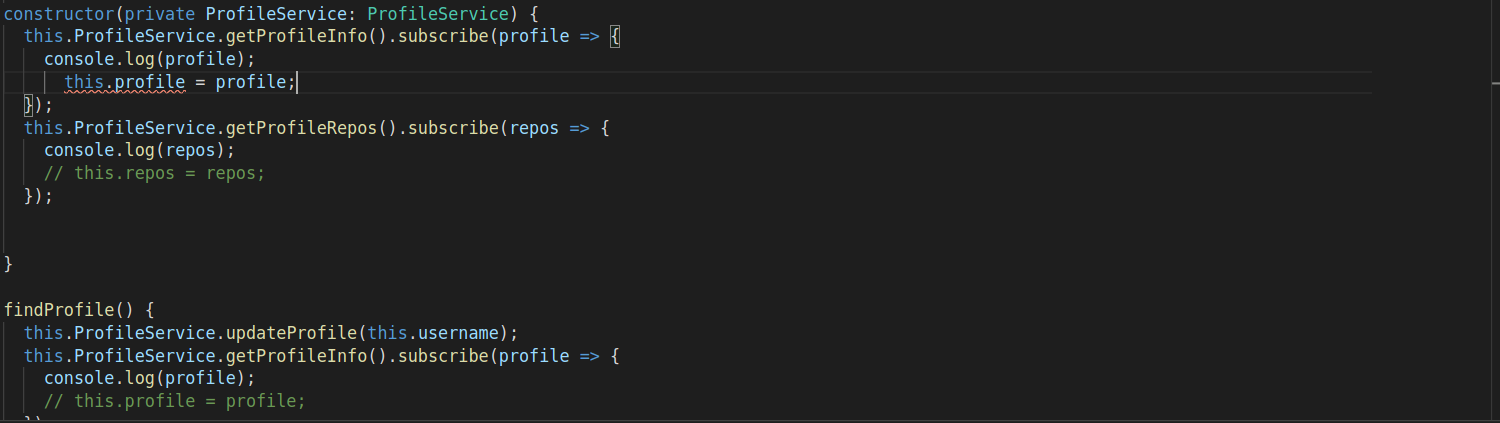 constructor(private ProfileService: ProfileService) {
  this.ProfileService.getProfileInfo().subscribe(profile => {
    console.log(profile);
      this.profile = profile;
  });
  this.ProfileService.getProfileRepos().subscribe(repos => {
    console.log(repos);
    // this.repos = repos;
  });
}
findProfile() {
  this.ProfileService.updateProfile(this.username);
  this.ProfileService.getProfileInfo().subscribe(profile => {
    console.log(profile);
    // this.profile = profile;